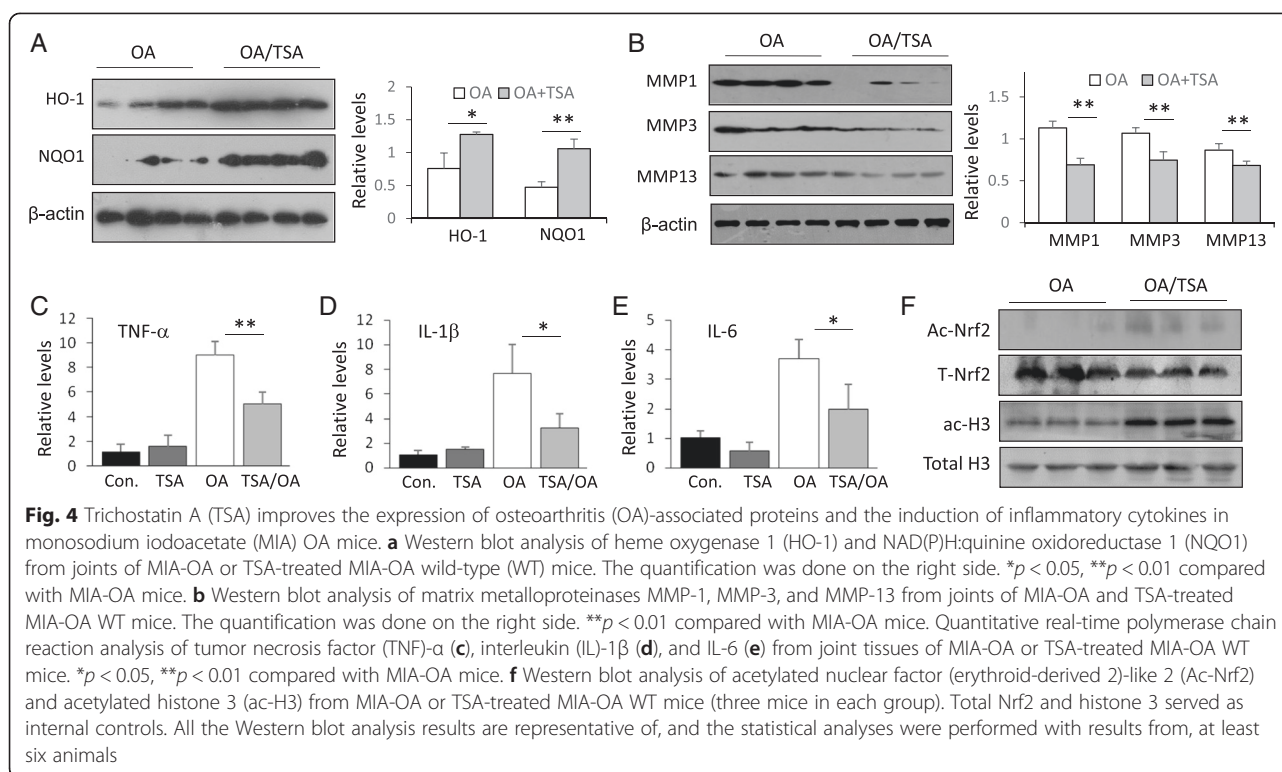 A
OA OA/TSA
HO-1
NQO1
β-actin
Relative levels
2
1.5
1
0.5
0
OA OA+TSA
* **
HO-1 NQO1
B
OA OA/TSA
MMP1
MMP3
MMP13
β-actin
Relative levels
1.5
1
0.5
0
OA OA+TSA
** ** **
MMP1 MMP3 MMP13
C
TNF-α
Relative levels
12
10
8
6
4
2
0
**
Con. TSA OA TSA/OA
D
IL-1β
Relative levels
12
10
8
6
4
2
0
*
Con. TSA OA TSA/OA
E
IL-6
Relative levels
5
4
3
2
1
0
*
Con. TSA OA TSA/OA
F
OA OA/TSA
Ac-Nrf2
T-Nrf2
ac-H3
Total H3
Fig. 4 Trichostatin A (TSA) improves the expression of osteoarthritis (OA)-associated proteins and the induction of inflammatory cytokines in
monosodium iodoacetate (MIA) OA mice. a Western blot analysis of heme oxygenase 1 (HO-1) and NAD(P)H:quinine oxidoreductase 1 (NQO1)
from joints of MIA-OA or TSA-treated MIA-OA wild-type (WT) mice. The quantification was done on the right side. *p < 0.05, **p < 0.01 compared
with MIA-OA mice. b Western blot analysis of matrix metalloproteinases MMP-1, MMP-3, and MMP-13 from joints of MIA-OA and TSA-treated
MIA-OA WT mice. The quantification was done on the right side. **p < 0.01 compared with MIA-OA mice. Quantitative real-time polymerase chain
reaction analysis of tumor necrosis factor (TNF)-α (c), interleukin (IL)-1β (d), and IL-6 (e) from joint tissues of MIA-OA or TSA-treated MIA-OA WT
mice. *p < 0.05, **p < 0.01 compared with MIA-OA mice. f Western blot analysis of acetylated nuclear factor (erythroid-derived 2)-like 2 (Ac-Nrf2)
and acetylated histone 3 (ac-H3) from MIA-OA or TSA-treated MIA-OA WT mice (three mice in each group). Total Nrf2 and histone 3 served as
internal controls. All the Western blot analysis results are representative of, and the statistical analyses were performed with results from, at least
six animals